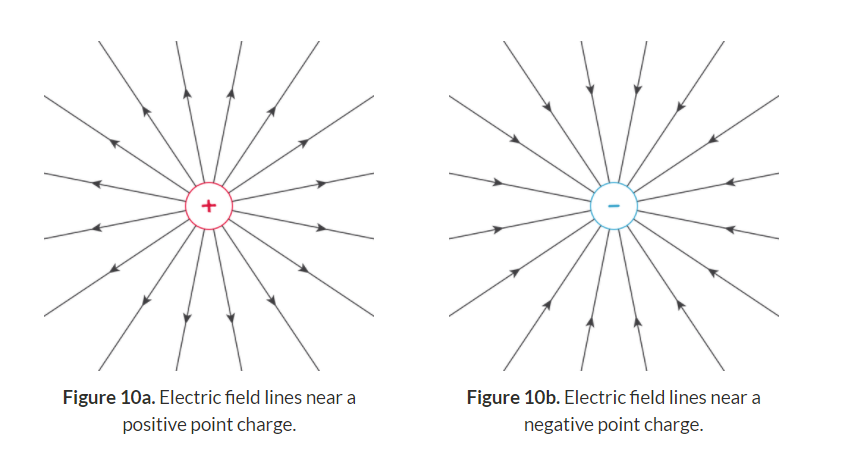 +
−
Figure 10a. Electric field lines near a
positive point charge.
Figure 10b. Electric field lines near a
negative point charge.